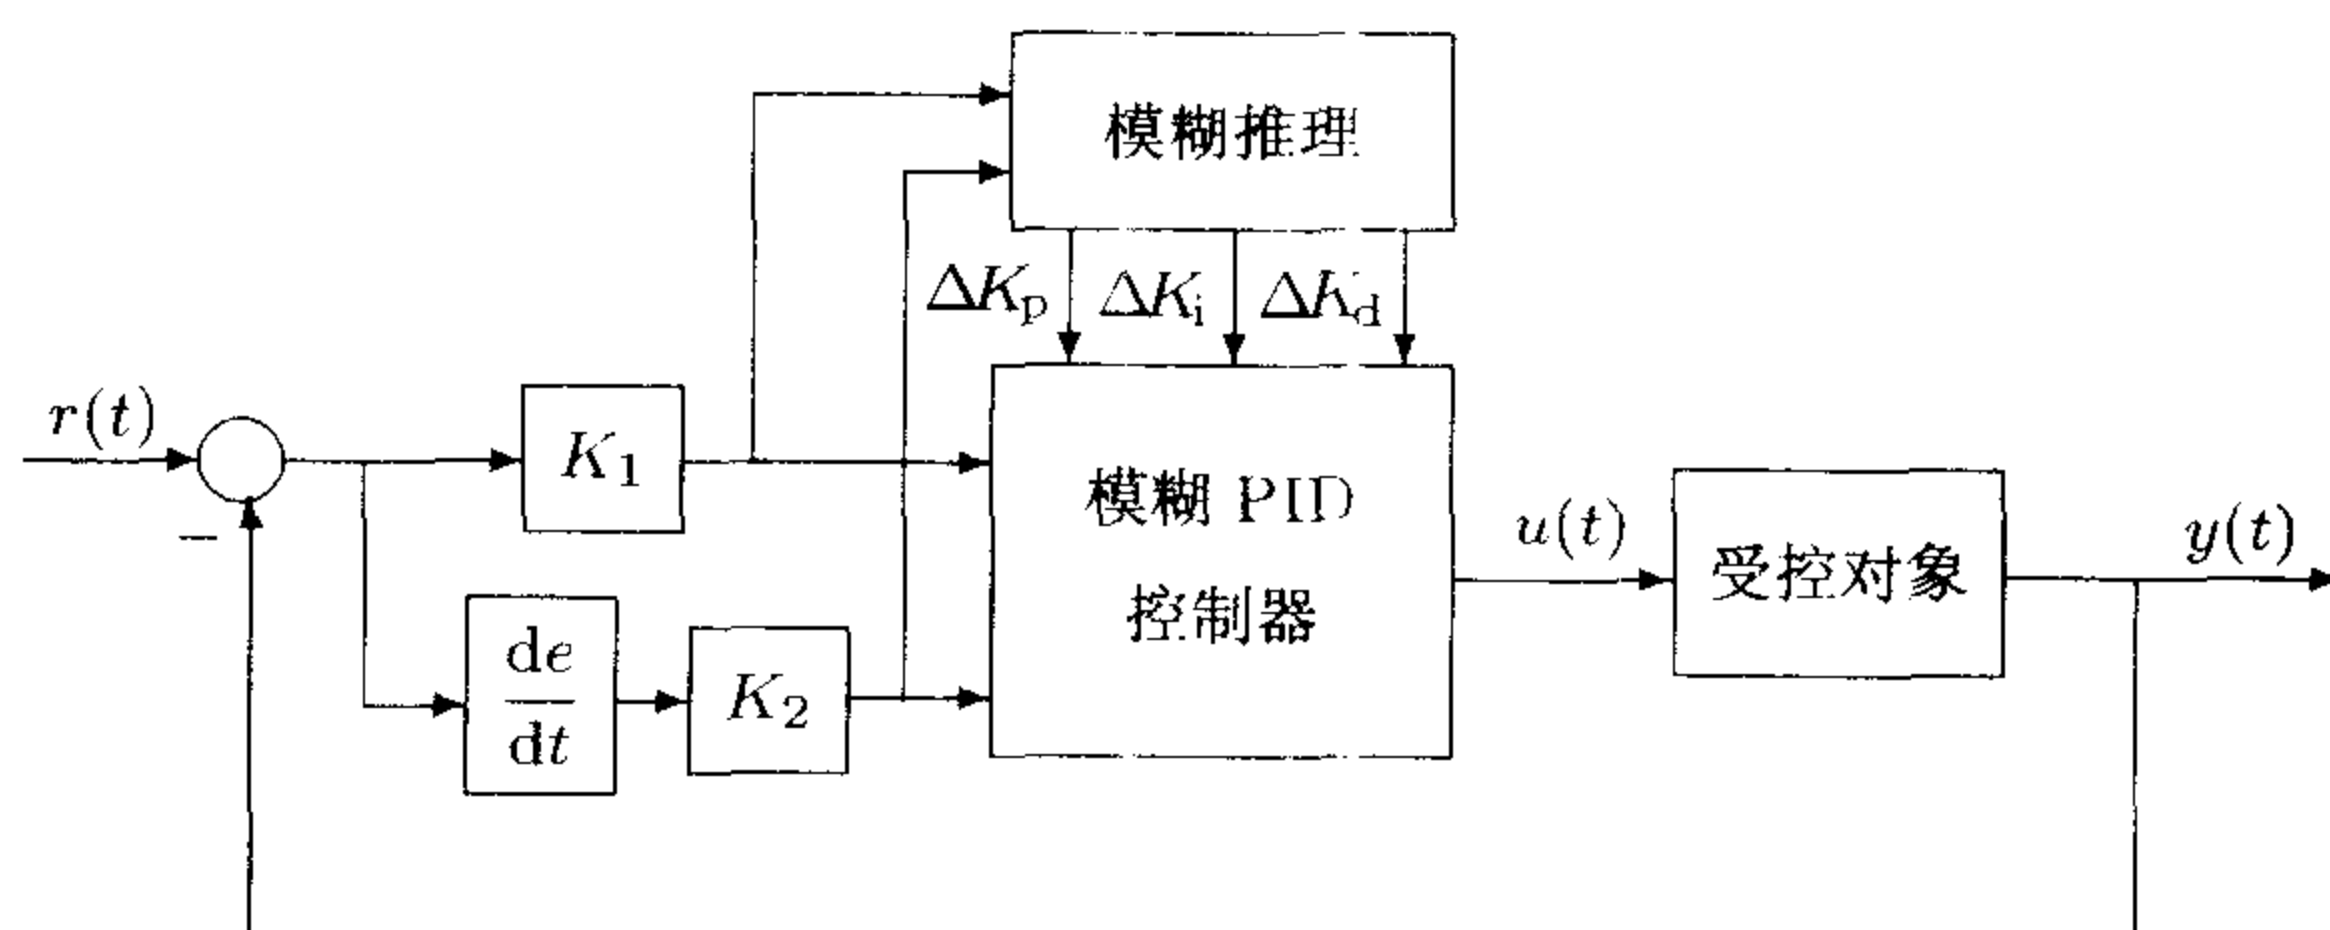 模糊推理
ΔKp ΔKi ΔKd
r(t)
K1
模糊 PID
控制器
u(t)
受控对象
y(t)
−
de
dt
K2